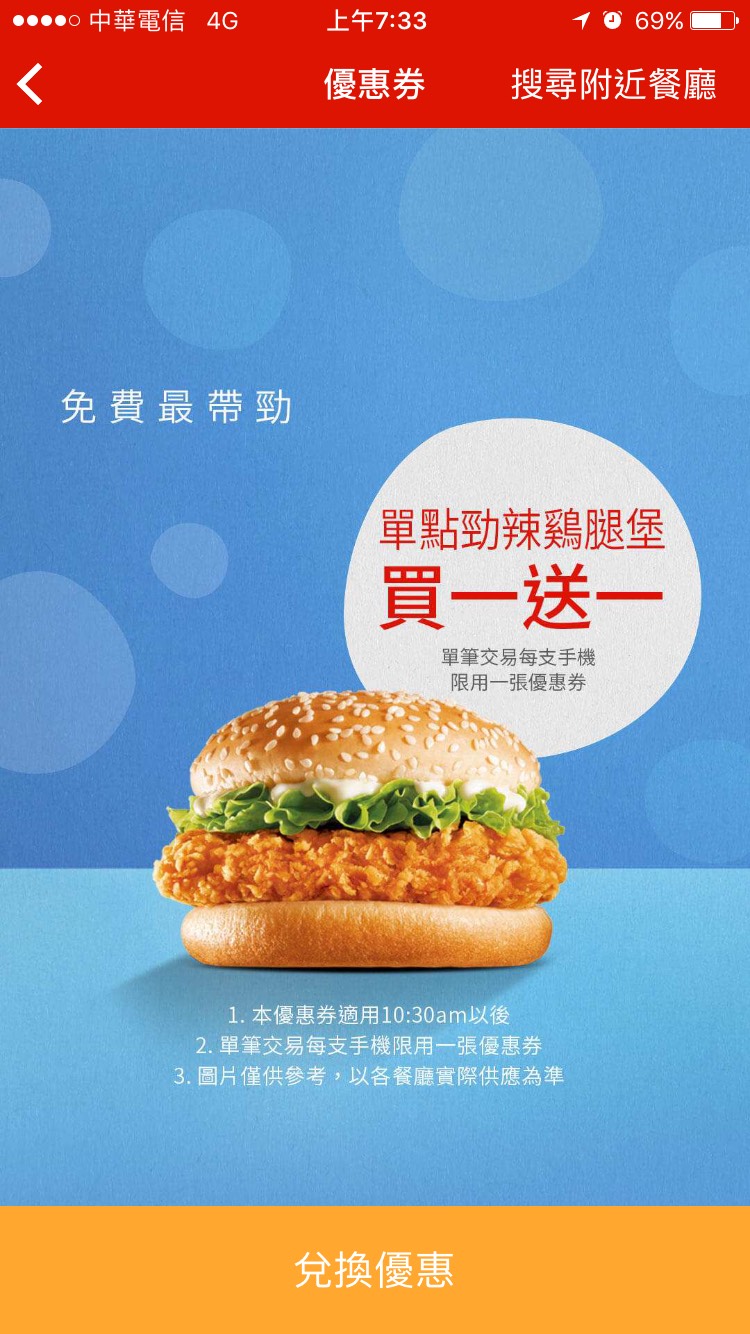 中華電信 4G 上午7:33 69%
優惠券 搜尋附近餐廳
免費最帶勁
單點勁辣鷄腿堡
買一送一
單筆交易每支手機
限用一張優惠券
1. 本優惠券適用10:30am以後
2. 單筆交易每支手機限用一張優惠券
3. 圖片僅供參考，以各餐廳實際供應為準
兌換優惠